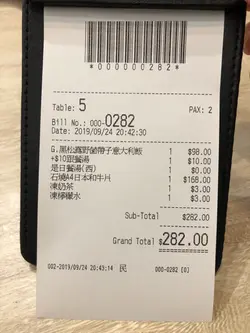 *000000000282*
Table: 5 PAX: 2
Bill No.: 000-0282
Date: 2019/09/24 20:42:30
G.黑松露野菌帶子意大利飯 1 $98.00
+$10跟餐湯 1 $10.00
是日餐湯(西) 1 $0.00
石燒A4日本和牛片 1 $168.00
凍奶茶 1 $3.00
凍檸檬水 1 $3.00
Sub-Total $282.00
Grand Total $282.00
002-2019/09/24 20:43:14 民 000-0282 [0]